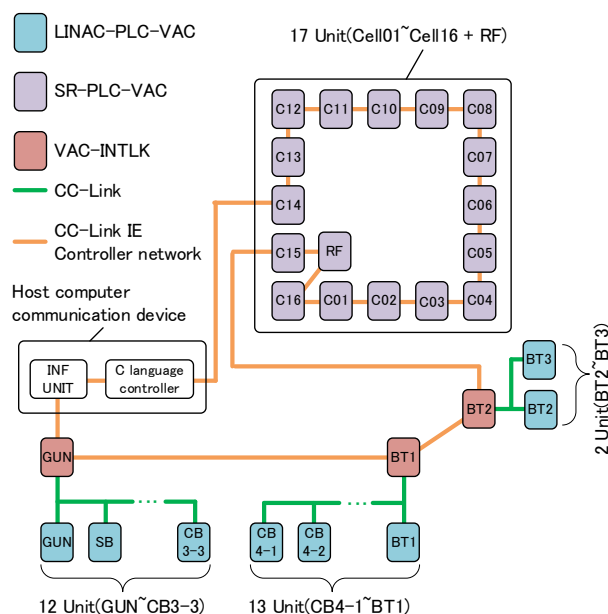 LINAC-PLC-VAC
SR-PLC-VAC
VAC-INTLK
CC-Link
CC-Link IE
Controller network
17 Unit(Cell01~Cell16 + RF)
C12
C11
C10
C09
C08
C13
C07
C14
C06
C15
RF
C05
C16
C01
C02
C03
C04
Host computer
communication device
INF
UNIT
C language
controller
BT3
BT2
BT2
2 Unit(BT2~BT3)
GUN
BT1
GUN
SB
...
CB
3-3
CB
4-1
CB
4-2
...
BT1
12 Unit(GUN~CB3-3)
13 Unit(CB4-1~BT1)